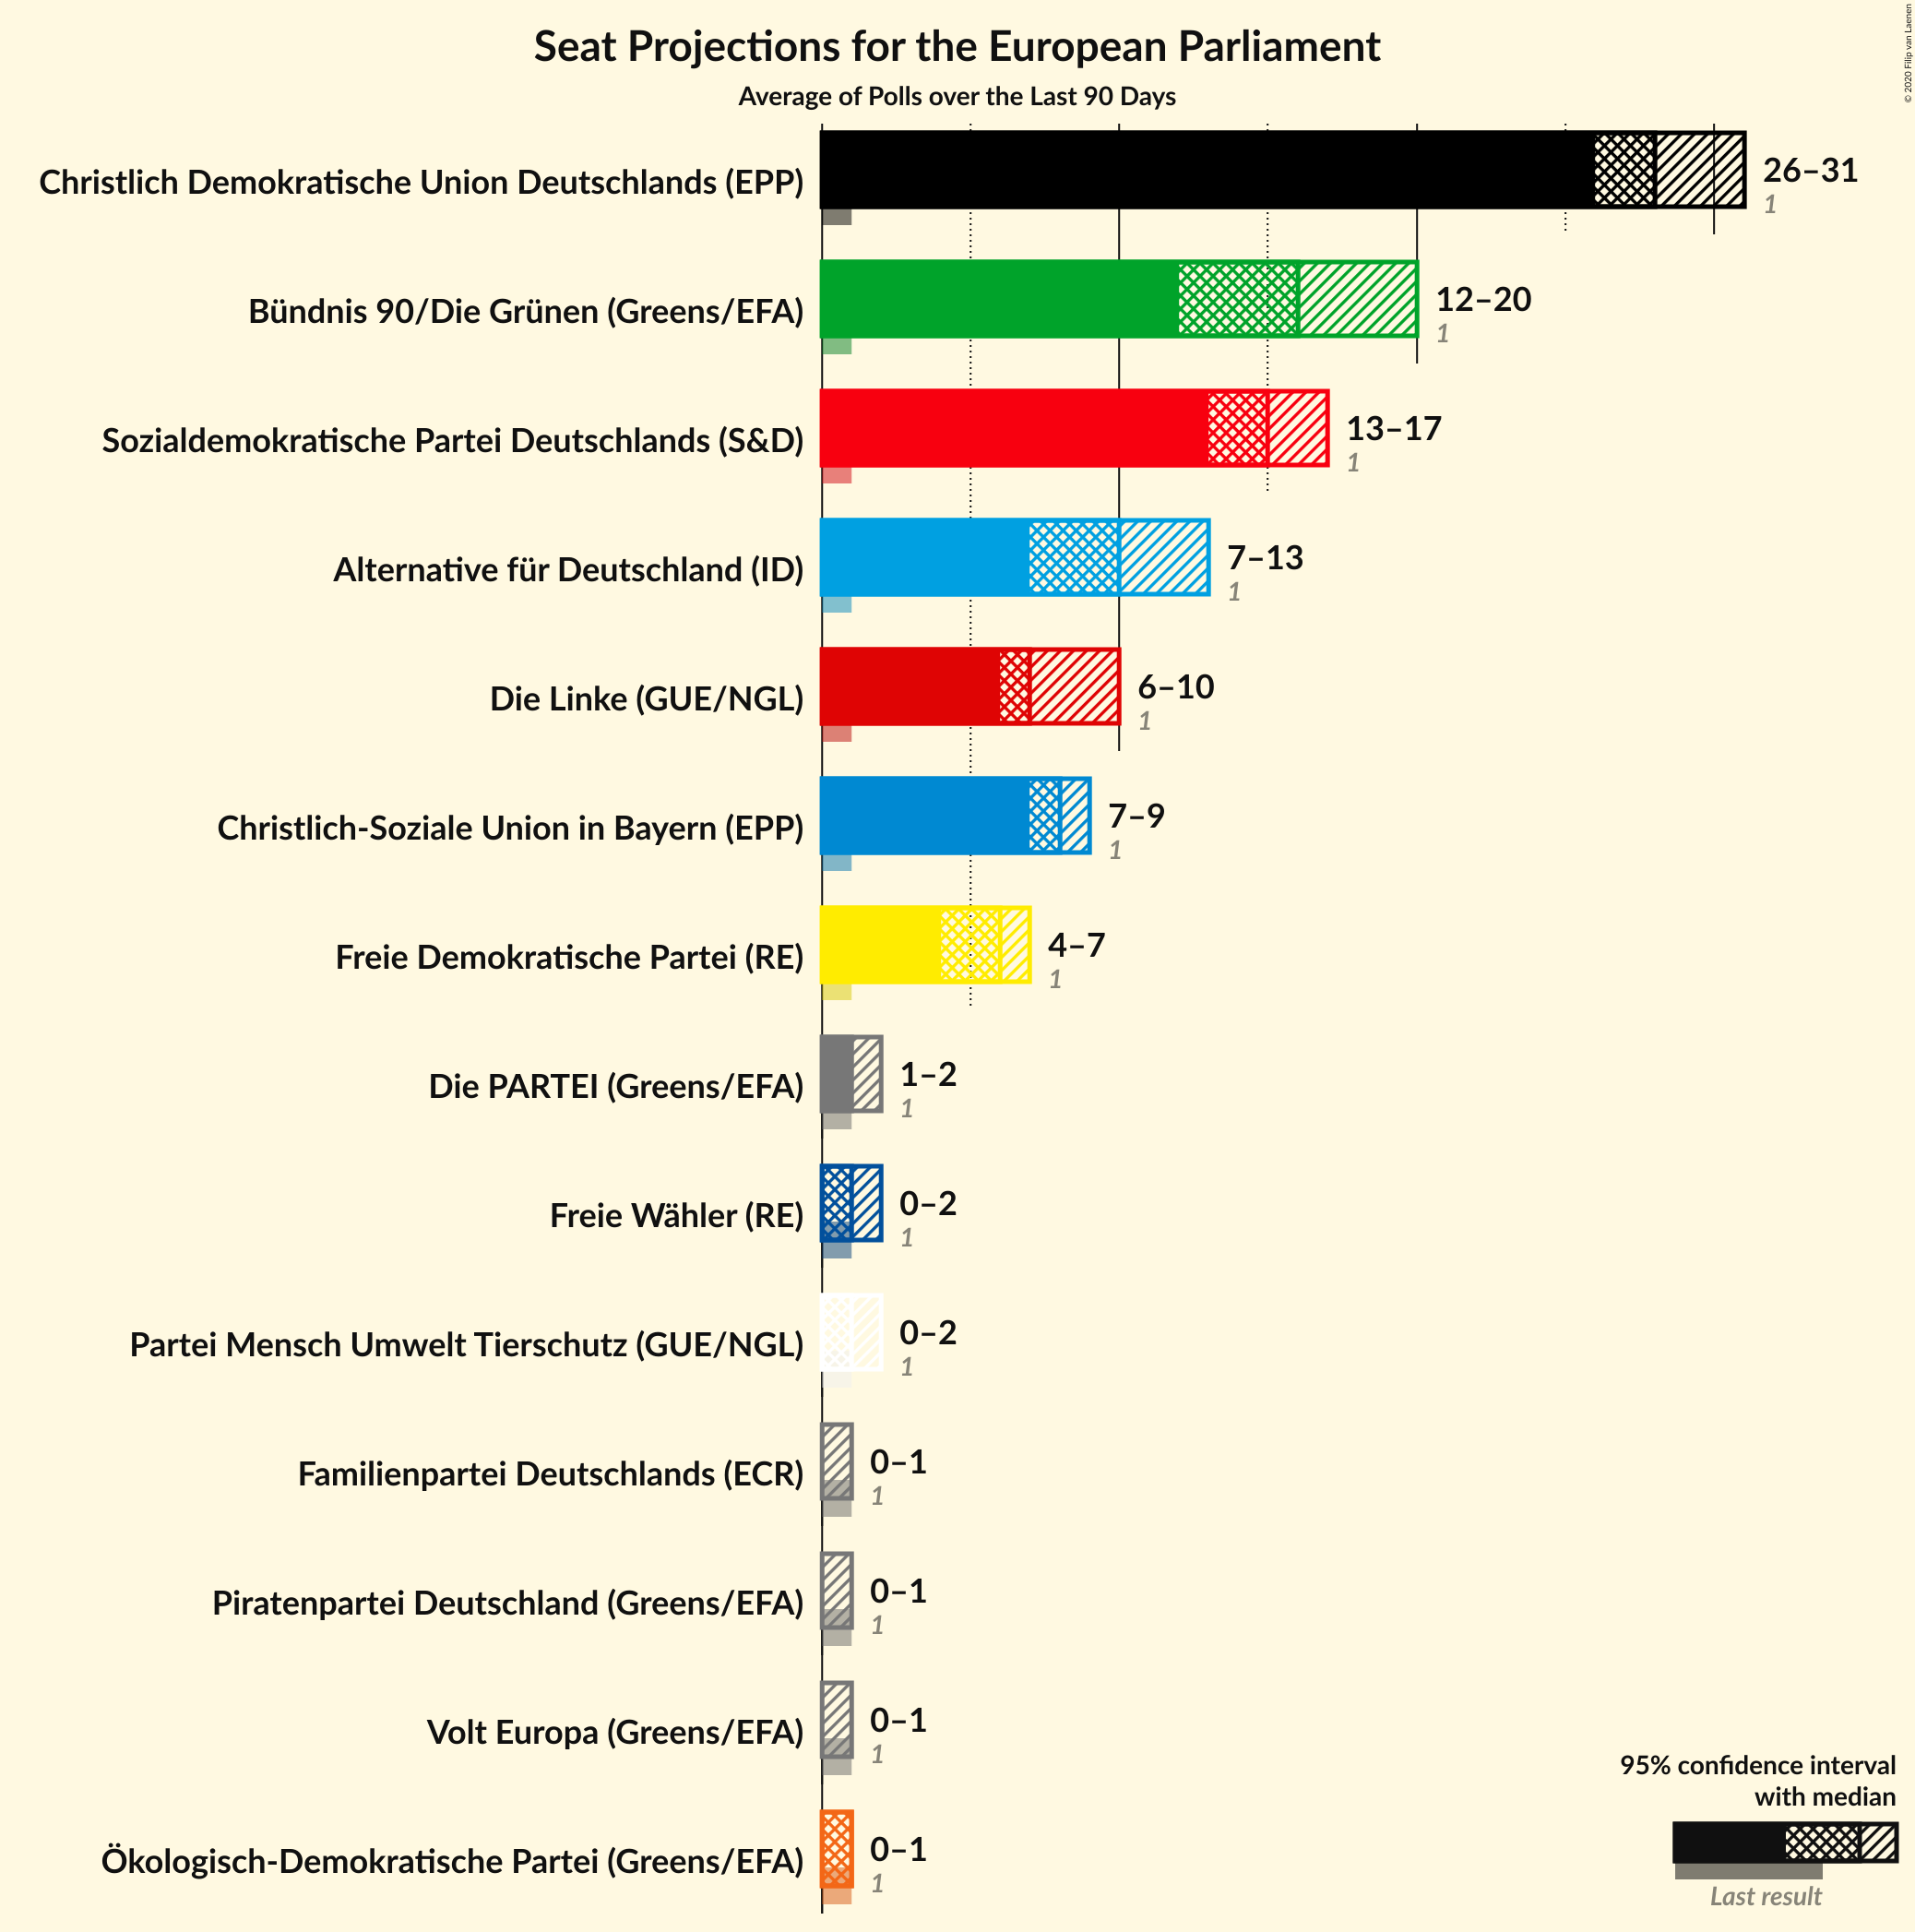 Seat Projections for the European Parliament
Average of Polls over the Last 90 Days
© 2020 Filip van Laenen
Christlich Demokratische Union Deutschlands (EPP)
26–31
1
Bündnis 90/Die Grünen (Greens/EFA)
12–20
1
Sozialdemokratische Partei Deutschlands (S&D)
13–17
1
Alternative für Deutschland (ID)
7–13
1
Die Linke (GUE/NGL)
6–10
1
Christlich-Soziale Union in Bayern (EPP)
7–9
1
Freie Demokratische Partei (RE)
4–7
1
Die PARTEI (Greens/EFA)
1–2
1
Freie Wähler (RE)
0–2
1
Partei Mensch Umwelt Tierschutz (GUE/NGL)
0–2
1
Familienpartei Deutschlands (ECR)
0–1
1
Piratenpartei Deutschland (Greens/EFA)
0–1
1
Volt Europa (Greens/EFA)
0–1
1
Ökologisch-Demokratische Partei (Greens/EFA)
0–1
1
95% confidence interval
with median
Last result